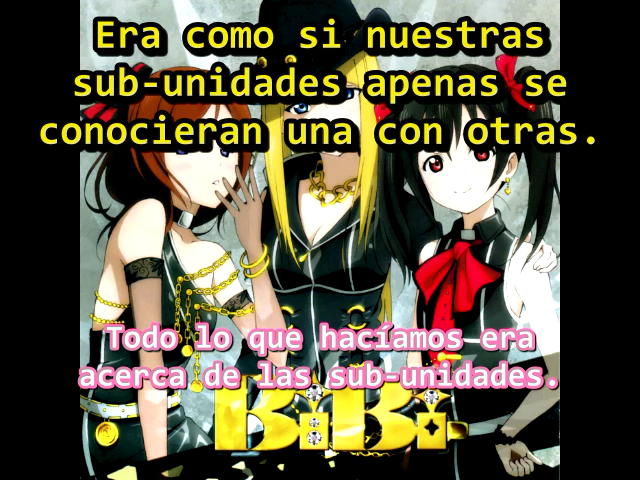 Era como si nuestras
sub-unidades apenas se
conocieran una con otras.
Todo lo que hacíamos era
acerca de las sub-unidades.
BiBi